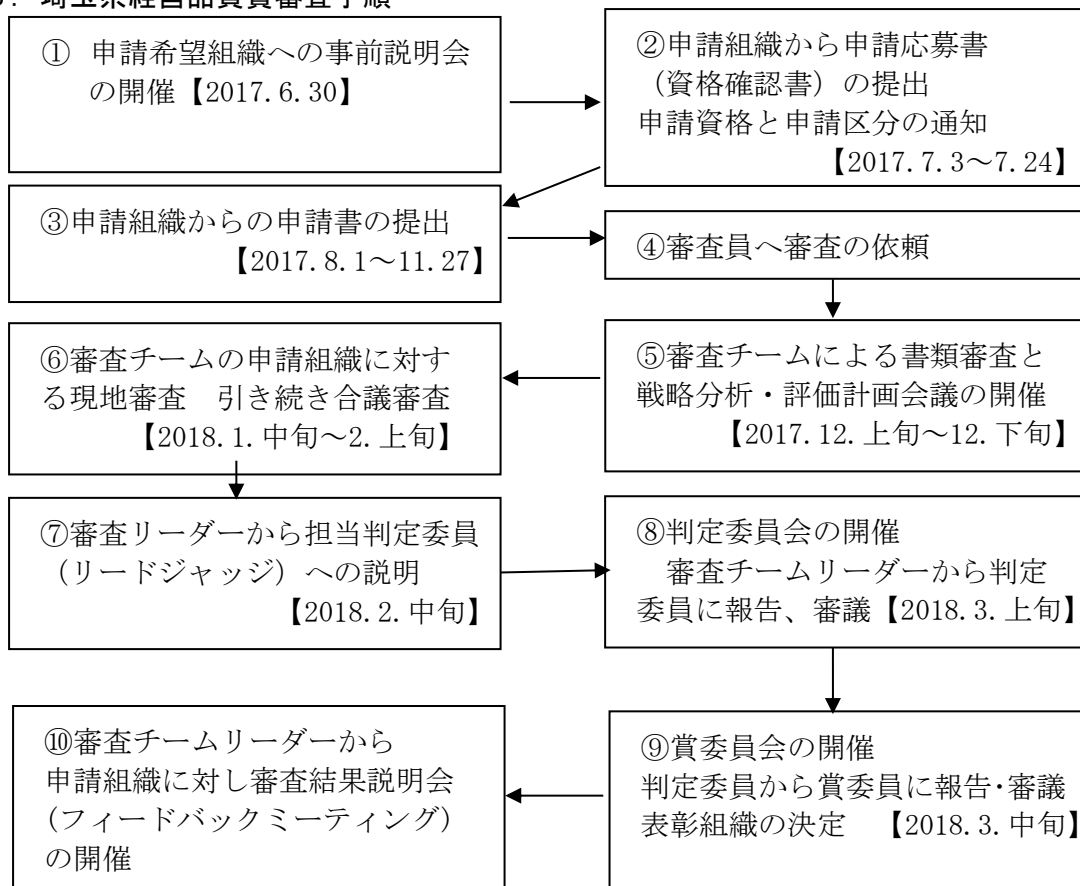 埼玉県経営品質賞審査手順
① 申請希望組織への事前説明会
の開催【2017.6.30】
②申請組織から申請応募書
（資格確認書）の提出
申請資格と申請区分の通知
【2017.7.3～7.24】
③申請組織からの申請書の提出
【2017.8.1～11.27】
④審査員へ審査の依頼
⑤審査チームによる書類審査と
戦略分析・評価計画会議の開催
【2017.12.上旬～12.下旬】
⑥審査チームの申請組織に対す
る現地審査　引き続き合議審査
【2018.1.中旬～2.上旬】
⑦審査リーダーから担当判定委員
（リードジャッジ）への説明
【2018.2.中旬】
⑧判定委員会の開催
審査チームリーダーから判定
委員に報告、審議【2018.3.上旬】
⑨賞委員会の開催
判定委員から賞委員に報告・審議
表彰組織の決定　【2018.3.中旬】
⑩審査チームリーダーから
申請組織に対し審査結果説明会
（フィードバックミーティング）
の開催